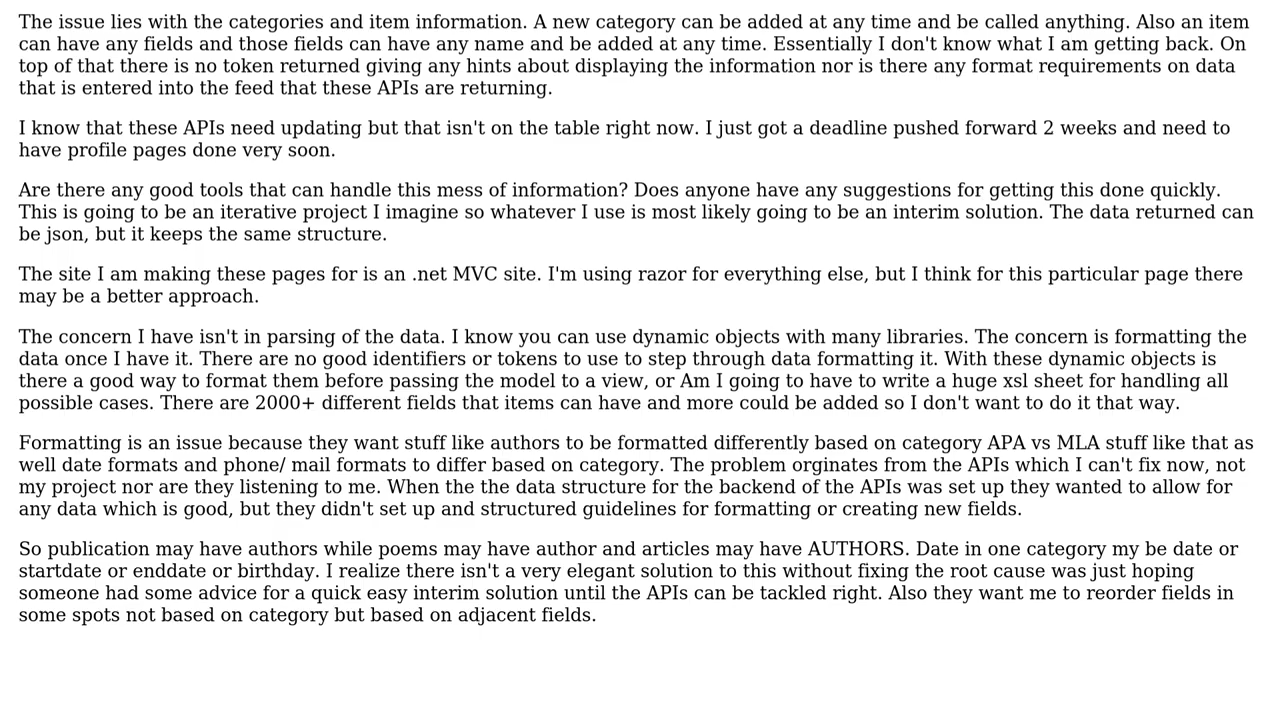 The issue lies with the categories and item information. A new category can be added at any time and be called anything. Also an item
can have any fields and those fields can have any name and be added at any time. Essentially I don't know what I am getting back. On
top of that there is no token returned giving any hints about displaying the information nor is there any format requirements on data
that is entered into the feed that these APIs are returning.
I know that these APIs need updating but that isn't on the table right now. I just got a deadline pushed forward 2 weeks and need to
have profile pages done very soon.
Are there any good tools that can handle this mess of information? Does anyone have any suggestions for getting this done quickly.
This is going to be an iterative project I imagine so whatever I use is most likely going to be an interim solution. The data returned can
be json, but it keeps the same structure.
The site I am making these pages for is an .net MVC site. I'm using razor for everything else, but I think for this particular page there
may be a better approach.
The concern I have isn't in parsing of the data. I know you can use dynamic objects with many libraries. The concern is formatting the
data once I have it. There are no good identifiers or tokens to use to step through data formatting it. With these dynamic objects is
there a good way to format them before passing the model to a view, or Am I going to have to write a huge xsl sheet for handling all
possible cases. There are 2000+ different fields that items can have and more could be added so I don't want to do it that way.
Formatting is an issue because they want stuff like authors to be formatted differently based on category APA vs MLA stuff like that as
well date formats and phone/ mail formats to differ based on category. The problem orginates from the APIs which I can't fix now, not
my project nor are they listening to me. When the the data structure for the backend of the APIs was set up they wanted to allow for
any data which is good, but they didn't set up and structured guidelines for formatting or creating new fields.
So publication may have authors while poems may have author and articles may have AUTHORS. Date in one category my be date or
startdate or enddate or birthday. I realize there isn't a very elegant solution to this without fixing the root cause was just hoping
someone had some advice for a quick easy interim solution until the APIs can be tackled right. Also they want me to reorder fields in
some spots not based on category but based on adjacent fields.